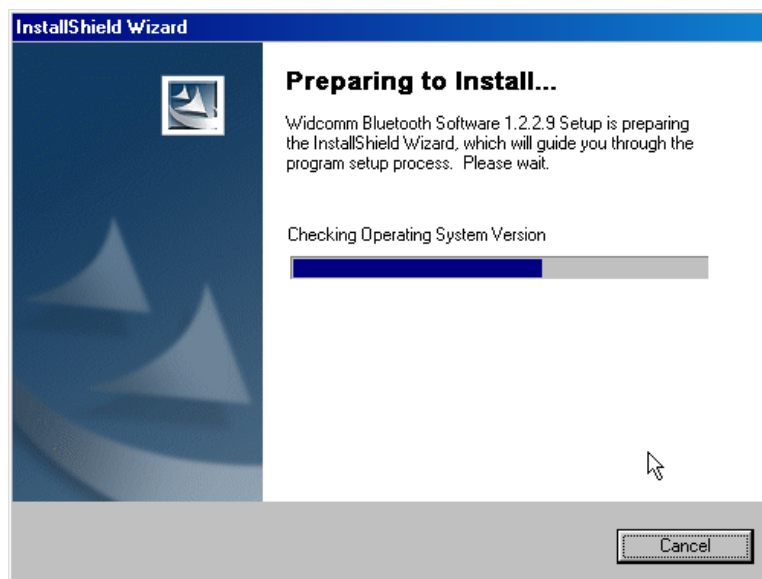 InstallShield Wizard
Preparing to Install...
Widcomm Bluetooth Software 1.2.2.9 Setup is preparing
the InstallShield Wizard, which will guide you through the
program setup process.  Please wait.
Checking Operating System Version
Cancel